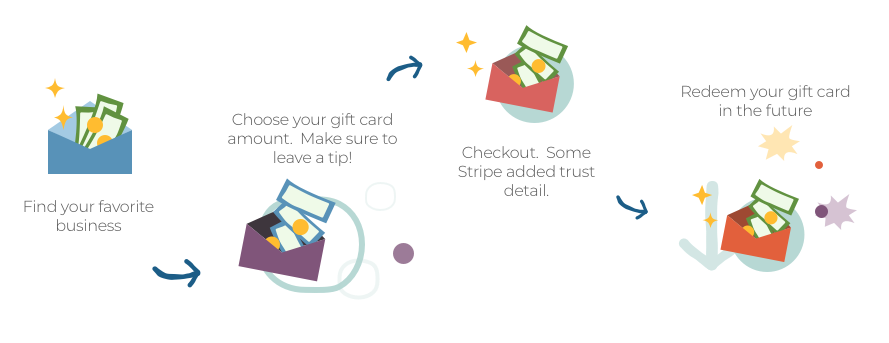 Find your favorite
business
Choose your gift card
amount.  Make sure to
leave a tip!
Checkout.  Some
Stripe added trust
detail.
Redeem your gift card
in the future